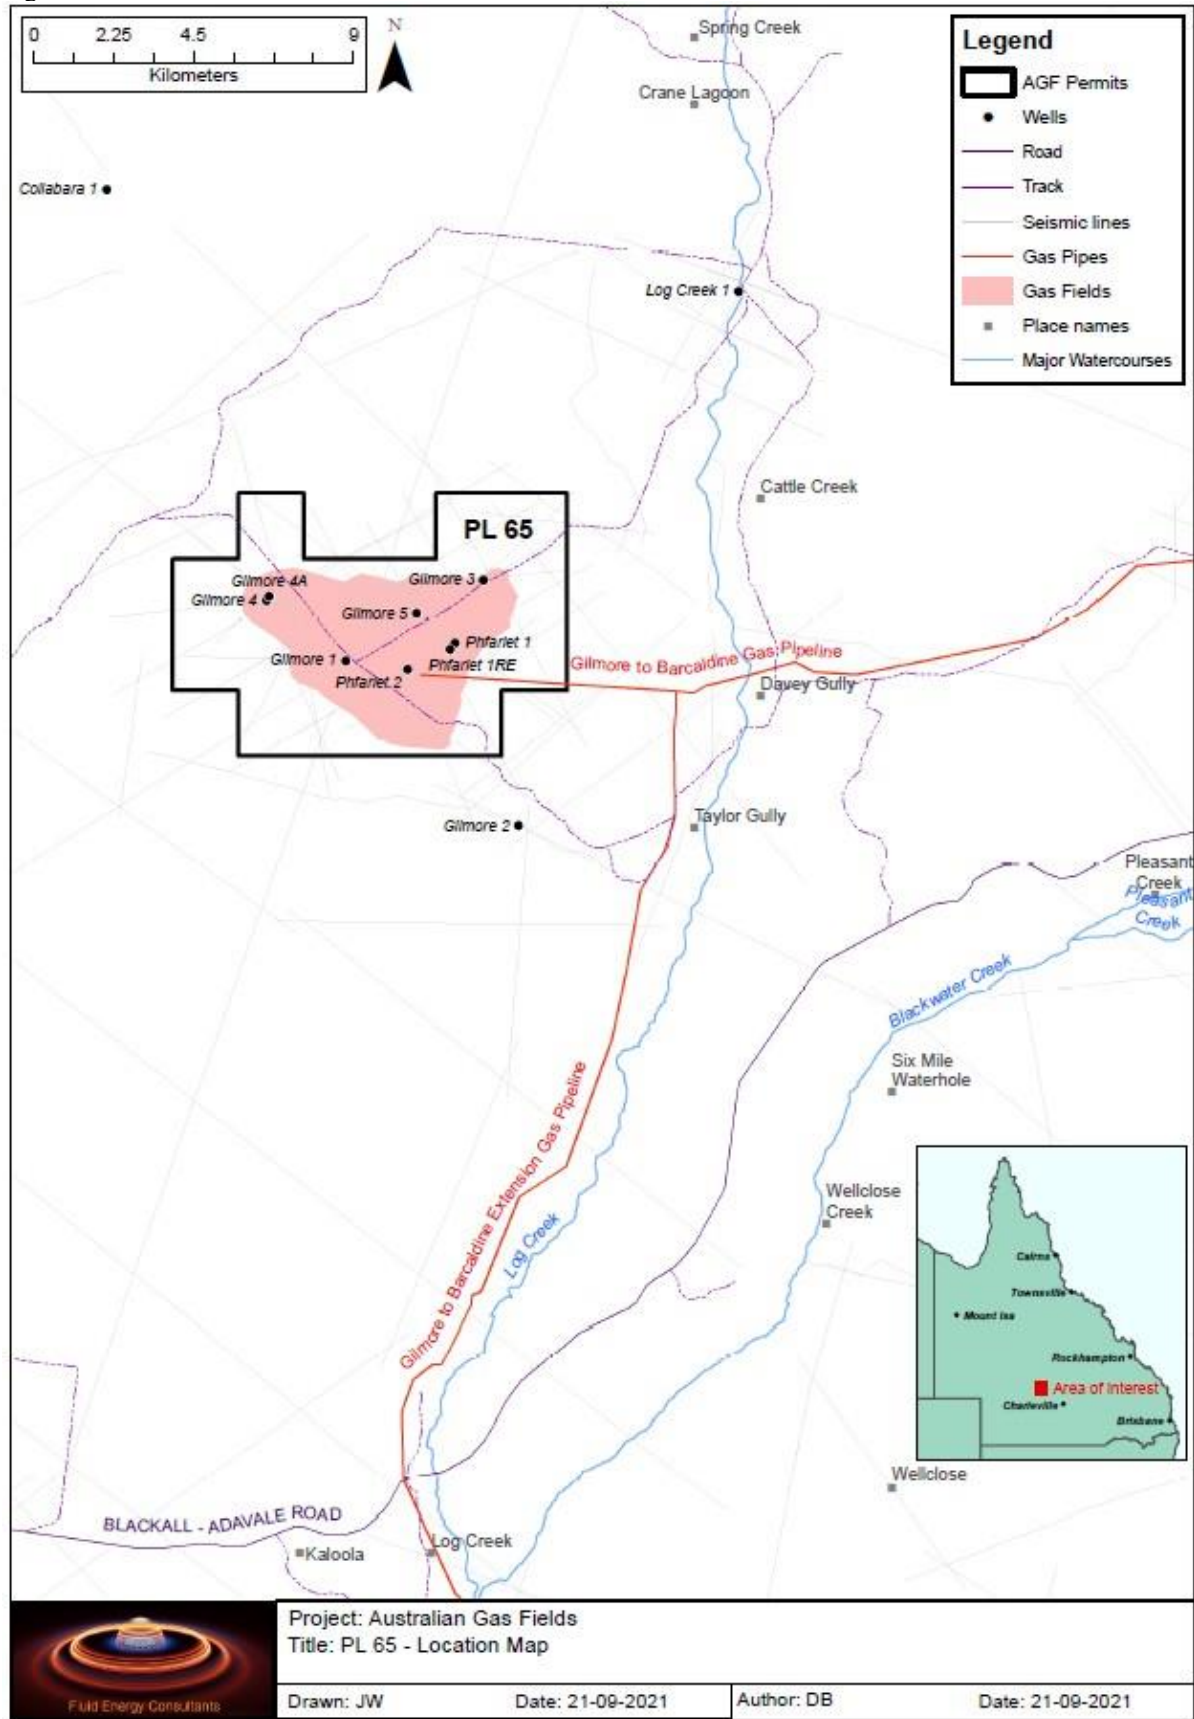 0 2.25 4.5 9
Kilometers
N
Spring Creek
Crane Lagoon
Legend
AGF Permits
Wells
Road
Track
Seismic lines
Gas Pipes
Gas Fields
Place names
Major Watercourses
Collabara 1
Log Creek 1
Cattle Creek
PL 65
Gilmore 4A
Gilmore 3
Gilmore 4
Gilmore 5
Phfarlet 1
Gilmore 1
Phfarlet 1RE
Phfarlet 2
Gilmore to Barcaldine Gas Pipeline
Davey Gully
Gilmore 2
Taylor Gully
Pleasant
Creek
Pleasant
Creek
Blackwater Creek
Six Mile
Waterhole
Gilmore to Barcaldine Extension Gas Pipeline
Log Creek
Wellclose
Creek
Cairns
Townsville
Mount Isa
Rockhampton
Area of Interest
Charleville
Brisbane
Wellclose
BLACKALL - ADAVALE ROAD
Kaloola
Log Creek
Fluid Energy Consultants
Project: Australian Gas Fields
Title: PL 65 - Location Map
Drawn: JW Date: 21-09-2021 Author: DB Date: 21-09-2021